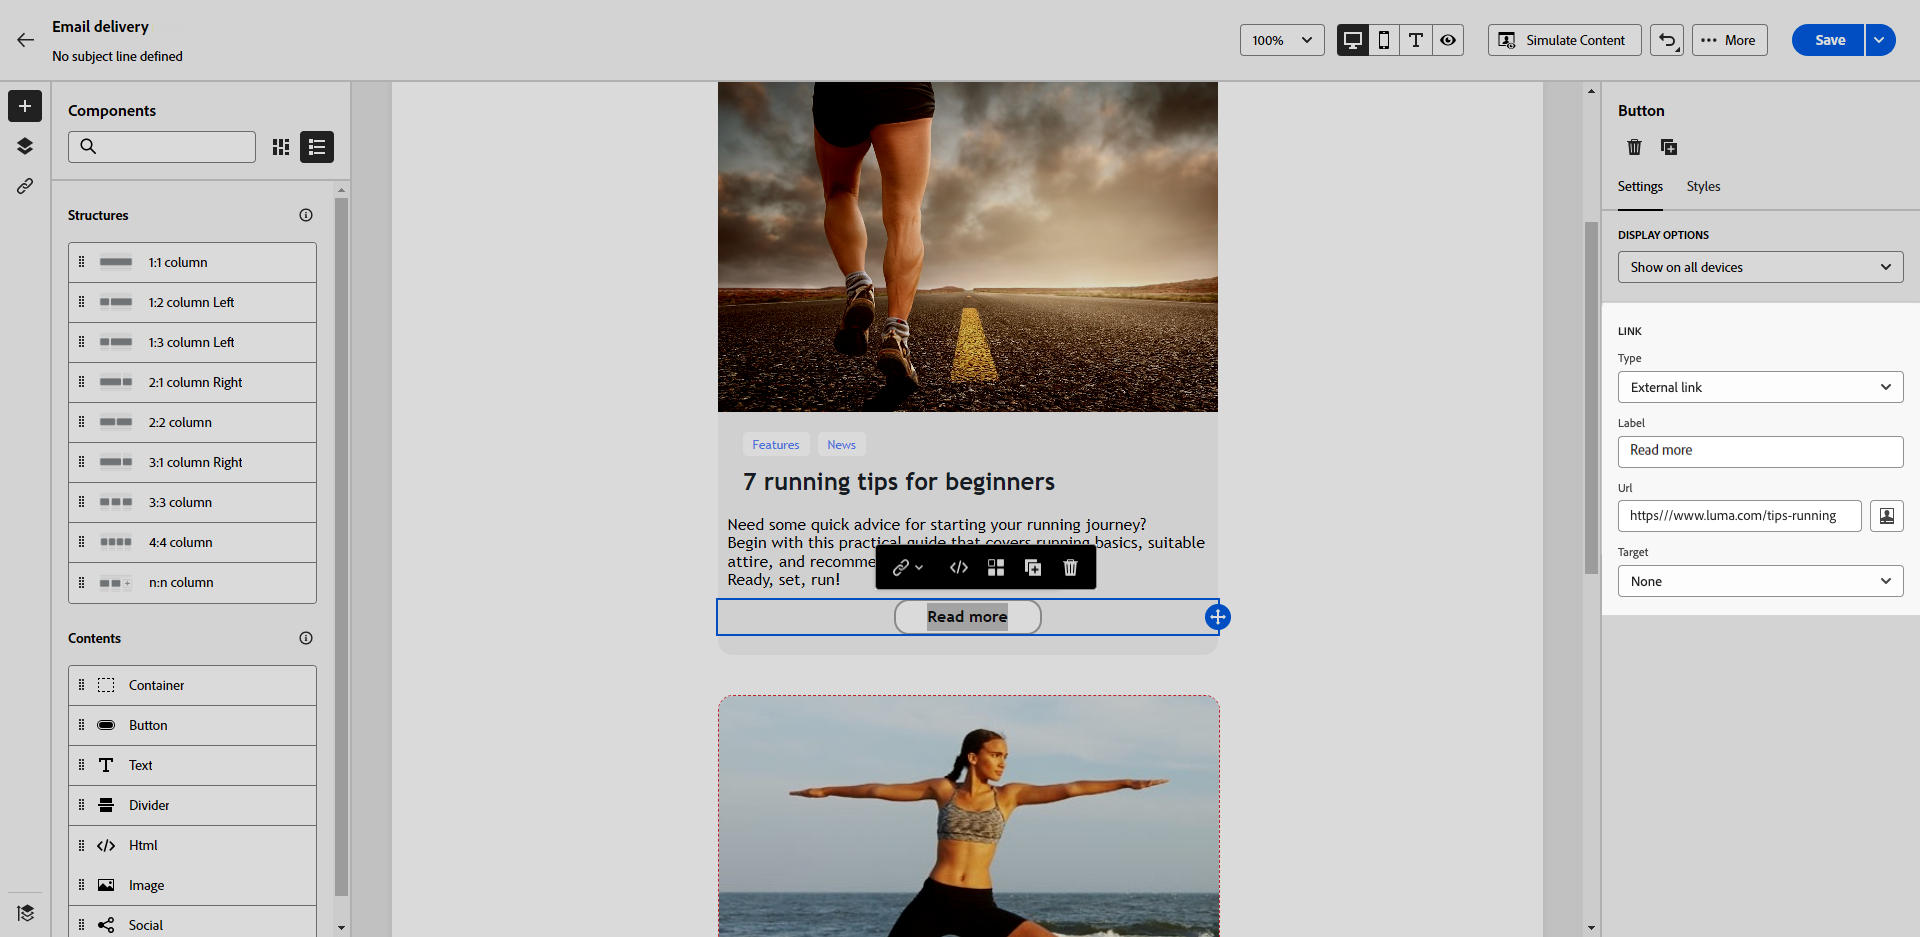 Email delivery
No subject line defined
100%
Simulate Content
More
Save
Components
Structures
1:1 column
1:2 column Left
1:3 column Left
2:1 column Right
2:2 column
3:1 column Right
3:3 column
4:4 column
n:n column
Contents
Container
Button
Text
Divider
Html
Image
Social
Features
News
7 running tips for beginners
Need some quick advice for starting your running journey?
Begin with this practical guide that covers running basics, suitable
attire, and recomme
Ready, set, run!
Read more
Button
Settings
Styles
DISPLAY OPTIONS
Show on all devices
LINK
Type
External link
Label
Read more
Url
https///www.luma.com/tips-running
Target
None